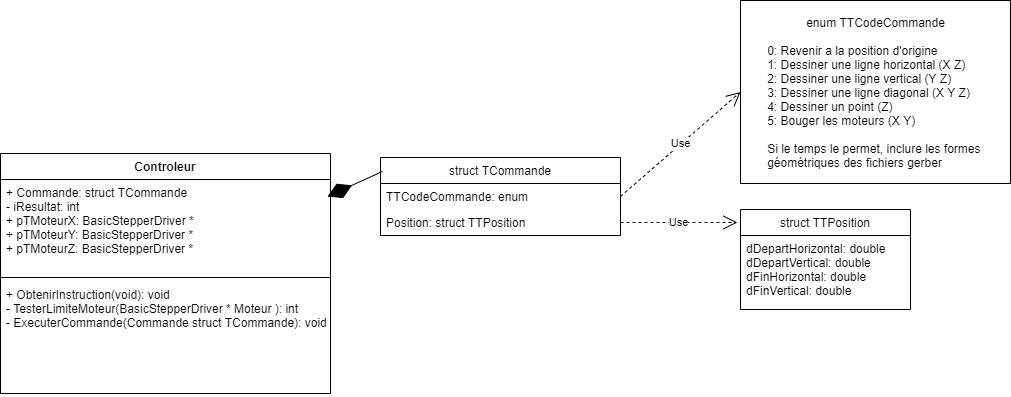 Controleur
+ Commande: struct TCommande
- iResultat: int
+ pTMoteurX: BasicStepperDriver *
+ pTMoteurY: BasicStepperDriver *
+ pTMoteurZ: BasicStepperDriver *
+ ObtenirInstruction(void): void
- TesterLimiteMoteur(BasicStepperDriver * Moteur ): int
- ExecuterCommande(Commande struct TCommande): void
struct TCommande
TTCodeCommande: enum
Position: struct TTPosition
Use
Use
enum TTCodeCommande
0: Revenir a la position d'origine
1: Dessiner une ligne horizontal (X Z)
2: Dessiner une ligne vertical (Y Z)
3: Dessiner une ligne diagonal (X Y Z)
4: Dessiner un point (Z)
5: Bouger les moteurs (X Y)
Si le temps le permet, inclure les formes
géométriques des fichiers gerber
struct TTPosition
dDepartHorizontal: double
dDepartVertical: double
dFinHorizontal: double
dFinVertical: double